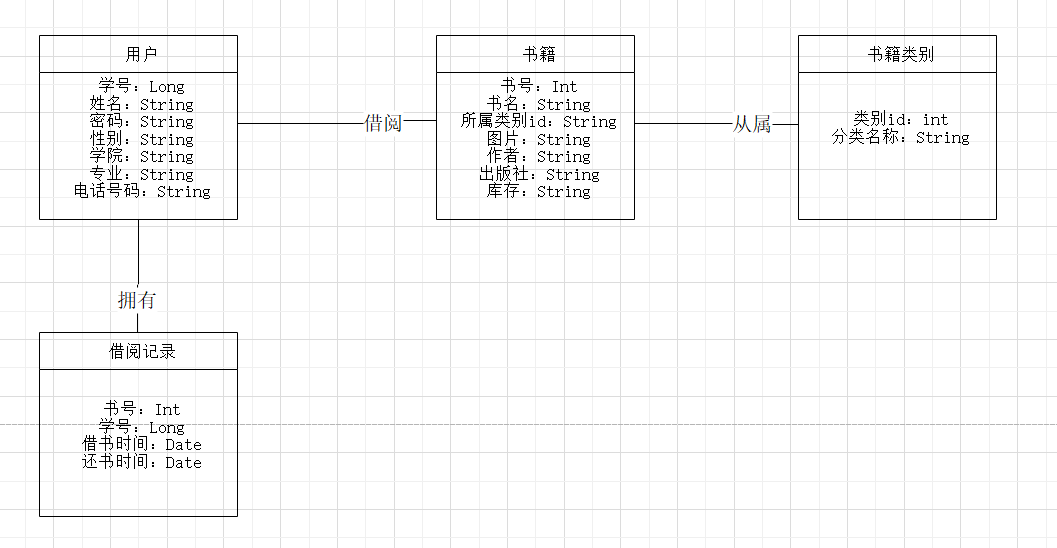 用户
学号：Long
姓名：String
密码：String
性别：String
学院：String
专业：String
电话号码：String
借阅
书籍
书号：Int
书名：String
所属类别id：String
图片：String
作者：String
出版社：String
库存：String
从属
书籍类别
类别id：int
分类名称：String
拥有
借阅记录
书号：Int
学号：Long
借书时间：Date
还书时间：Date